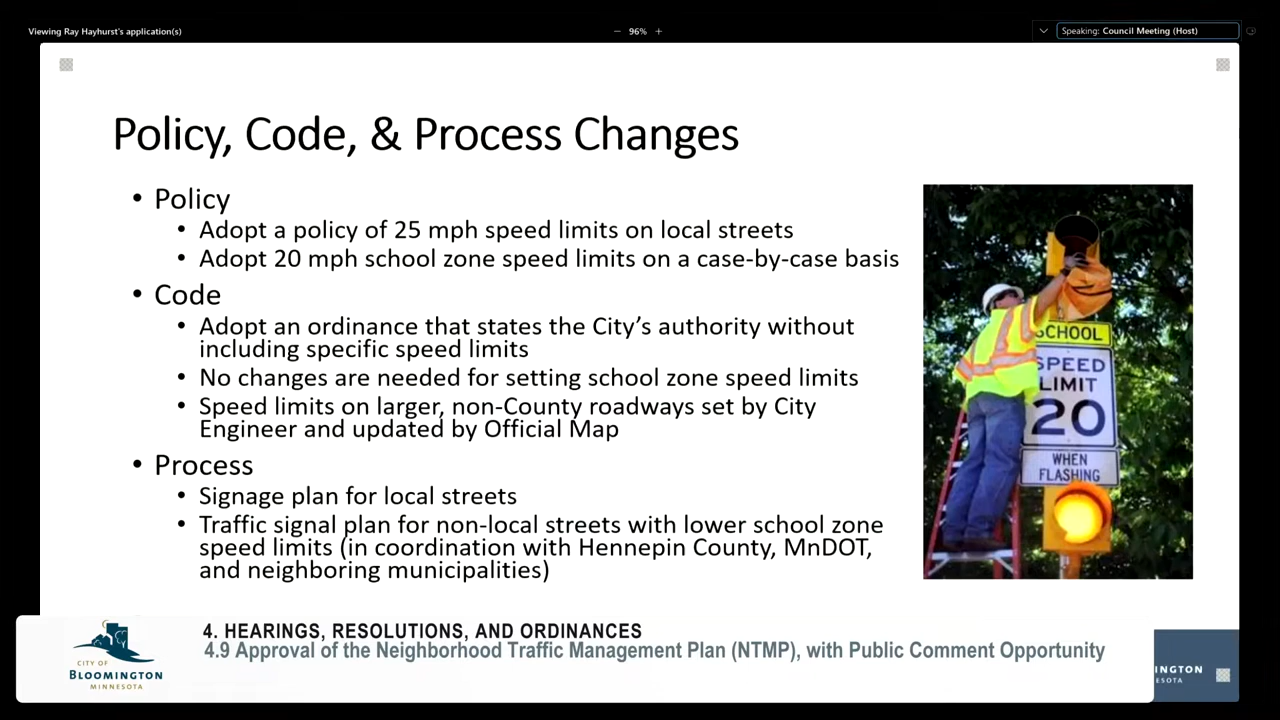 Viewing Ray Hayhurst's application(s)
— 96% +
Speaking: Council Meeting (Host)
Policy, Code, & Process Changes
• Policy
• Adopt a policy of 25 mph speed limits on local streets
• Adopt 20 mph school zone speed limits on a case-by-case basis
• Code
• Adopt an ordinance that states the City's authority without
including specific speed limits
• No changes are needed for setting school zone speed limits
• Speed limits on larger, non-County roadways set by City
Engineer and updated by Official Map
• Process
• Signage plan for local streets
• Traffic signal plan for non-local streets with lower school zone
speed limits (in coordination with Hennepin County, MnDOT,
and neighboring municipalities)
SCHOOL
SPEED
LIMIT
20
WHEN
FLASHING
4. HEARINGS, RESOLUTIONS, AND ORDINANCES
4.9 Approval of the Neighborhood Traffic Management Plan (NTMP), with Public Comment Opportunity
CITY OF
BLOOMINGTON
MINNESOTA
INGTON
ESOTA